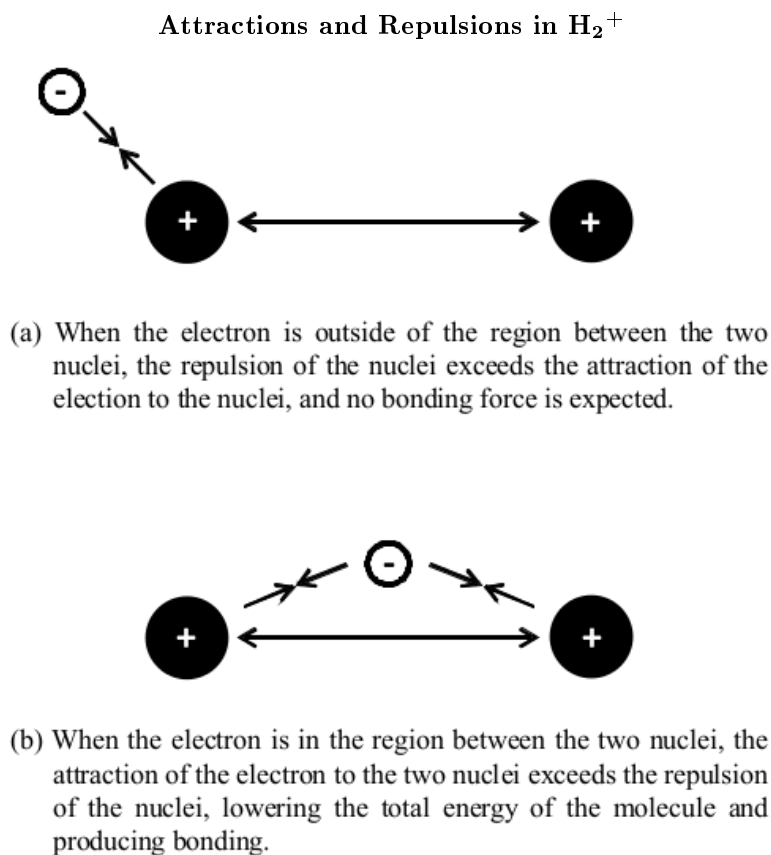 Attractions and Repulsions in H₂⁺
-
+ +
(a) When the electron is outside of the region between the two
nuclei, the repulsion of the nuclei exceeds the attraction of the
election to the nuclei, and no bonding force is expected.
-
+ +
(b) When the electron is in the region between the two nuclei, the
attraction of the electron to the two nuclei exceeds the repulsion
of the nuclei, lowering the total energy of the molecule and
producing bonding.